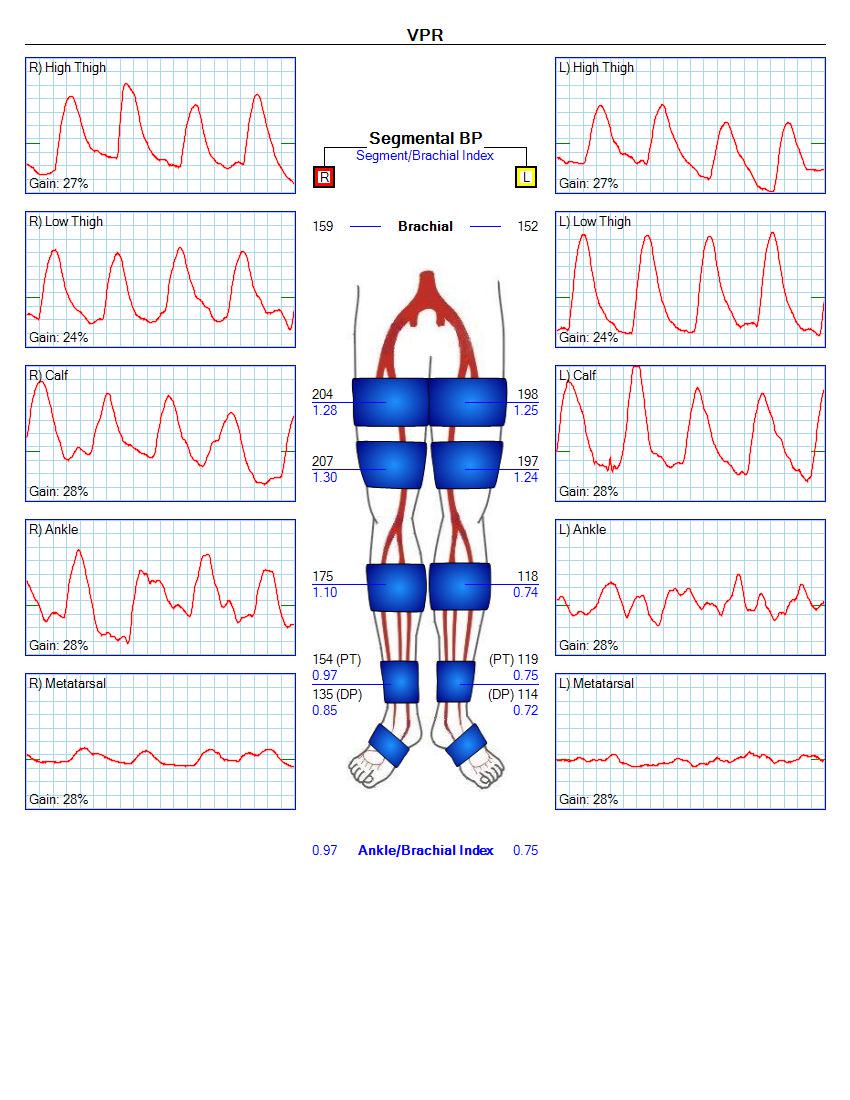 VPR
R) High Thigh
Gain: 27%
L) High Thigh
Gain: 27%
Segmental BP
Segment/Brachial Index
R
L
159 Brachial 152
R) Low Thigh
Gain: 24%
L) Low Thigh
Gain: 24%
R) Calf
Gain: 28%
L) Calf
Gain: 28%
204 198
1.28 1.25
207 197
1.30 1.24
R) Ankle
Gain: 28%
L) Ankle
Gain: 28%
175 118
1.10 0.74
154 (PT) (PT) 119
0.97 0.75
135 (DP) (DP) 114
0.85 0.72
R) Metatarsal
Gain: 28%
L) Metatarsal
Gain: 28%
0.97 Ankle/Brachial Index 0.75